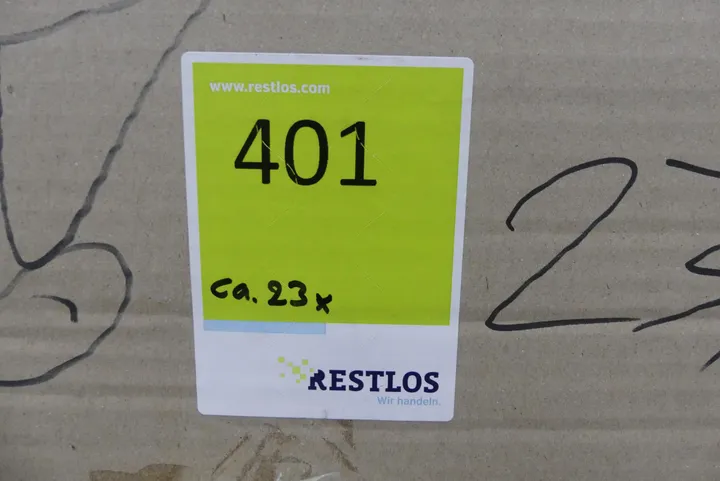 www.restlos.com
401
ca. 23x
RESTLOS
Wir handeln.